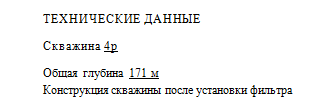 ТЕХНИЧЕСКИЕ ДАННЫЕ
Скважина 4р
Общая глубина 171 м
Конструкция скважины после установки фильтра